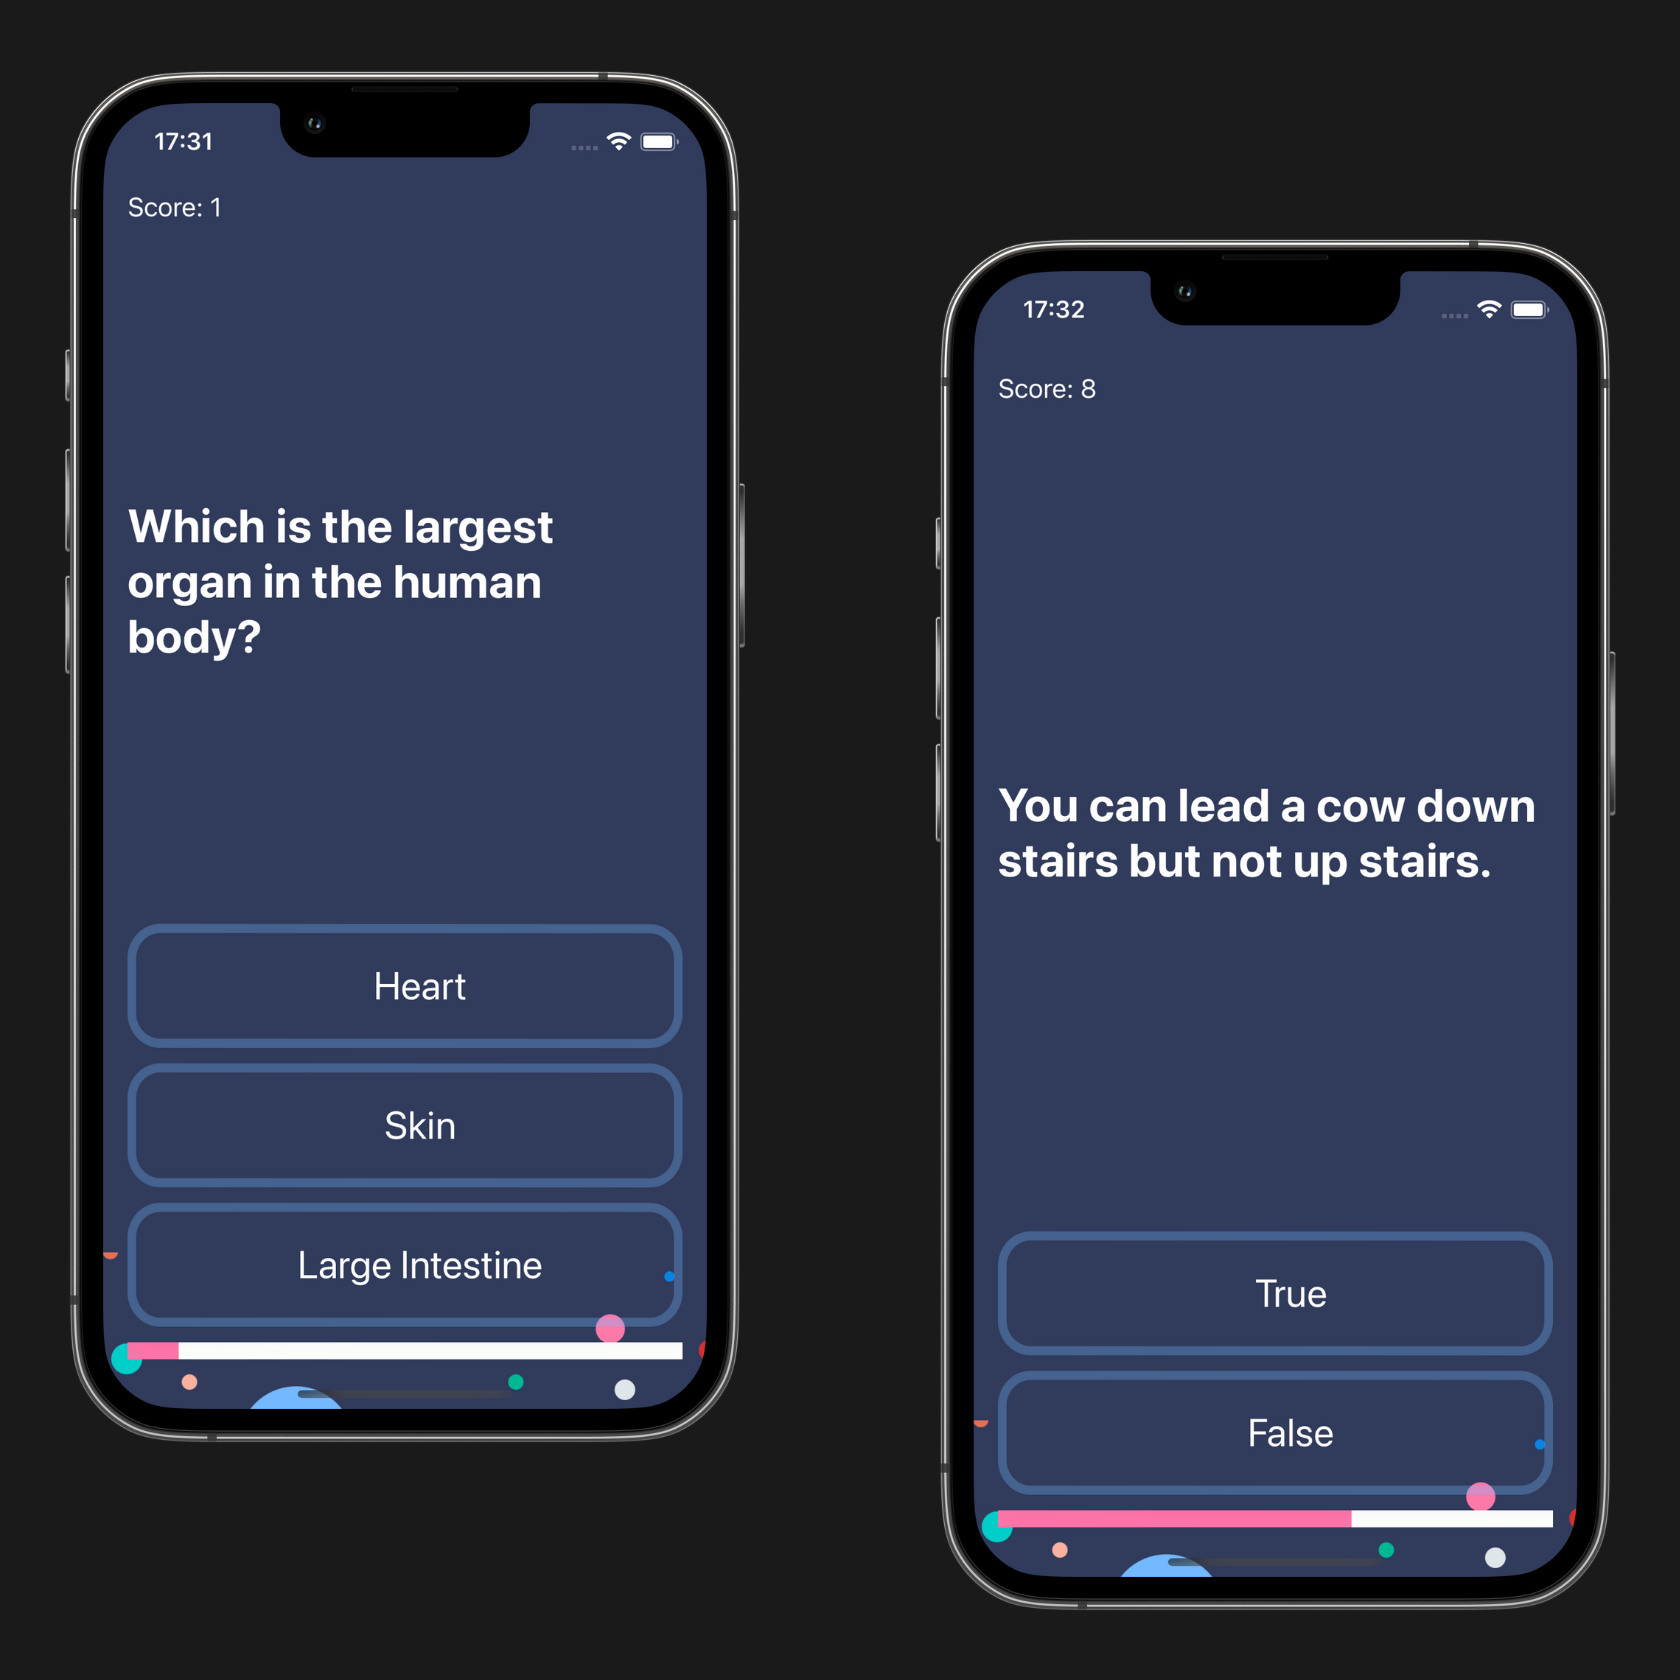 17:31
Score: 1
Which is the largest
organ in the human
body?
Heart
Skin
Large Intestine
17:32
Score: 8
You can lead a cow down
stairs but not up stairs.
True
False